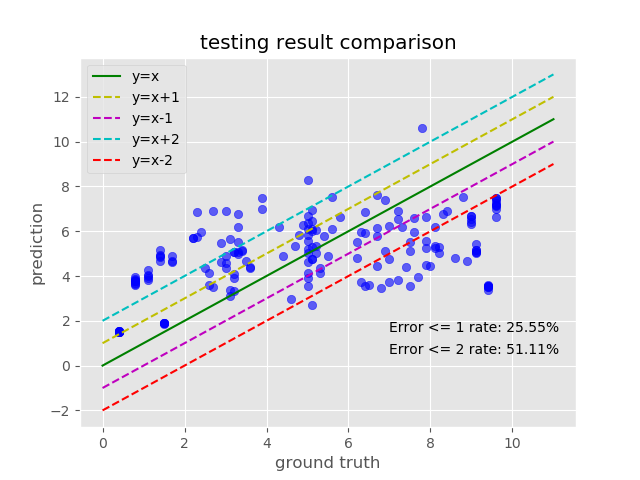 testing result comparison
y=x
y=x+1
y=x-1
y=x+2
y=x-2
12
10
8
6
4
2
0
−2
prediction
Error <= 1 rate: 25.55%
Error <= 2 rate: 51.11%
0 2 4 6 8 10
ground truth